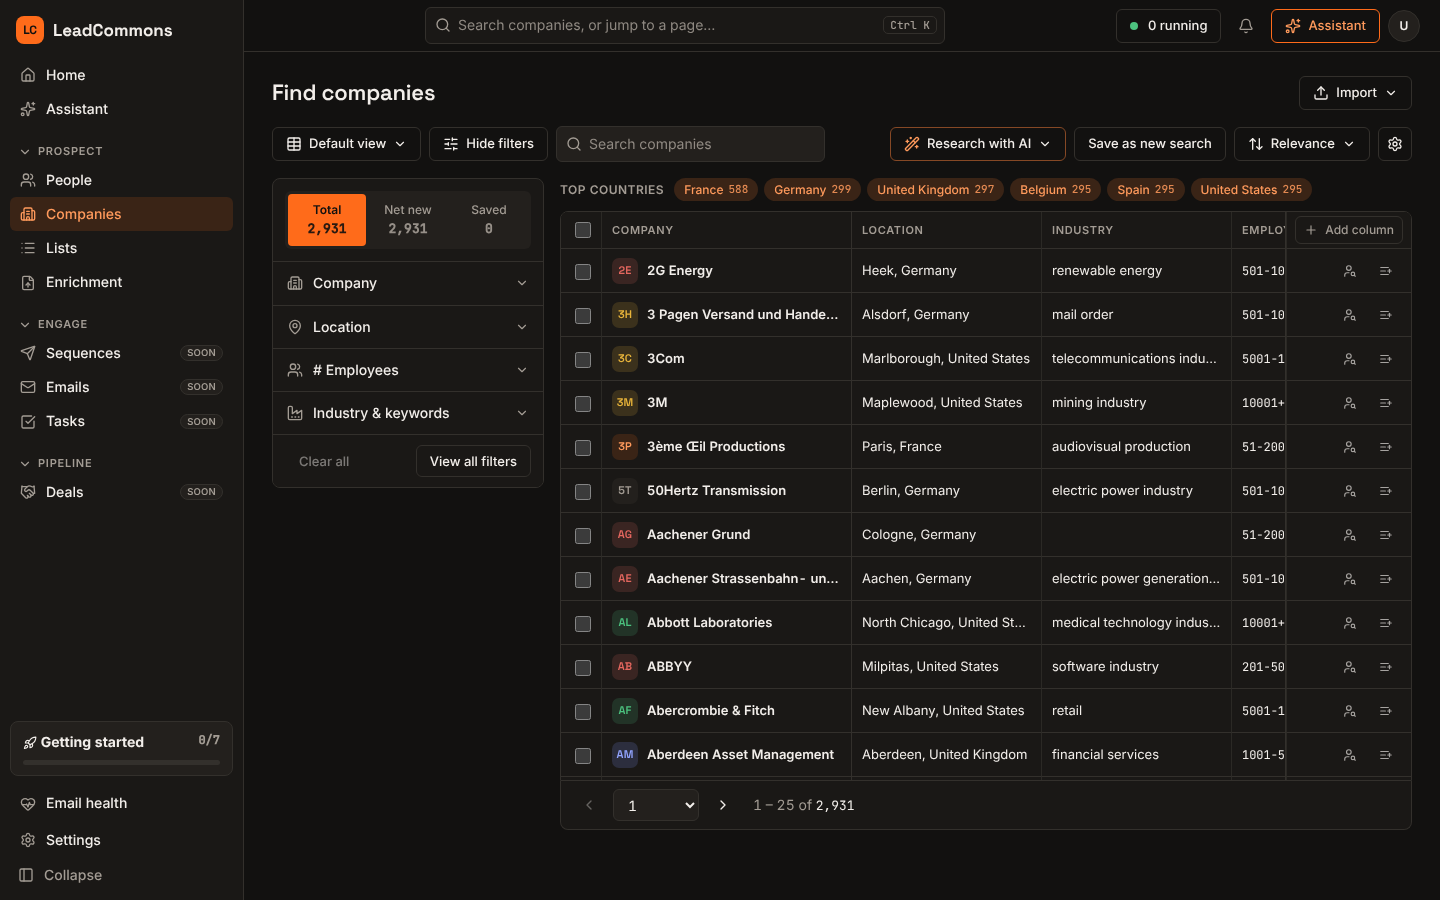 LC LeadCommons
Search companies, or jump to a page... Ctrl K
0 running
Assistant
U
Home
Assistant
PROSPECT
People
Companies
Lists
Enrichment
ENGAGE
Sequences SOON
Emails SOON
Tasks SOON
PIPELINE
Deals SOON
Getting started 0/7
Email health
Settings
Collapse
Find companies
Import
Default view
Hide filters
Search companies
Research with AI
Save as new search
Relevance
Total 2,931
Net new 2,931
Saved 0
Company
Location
# Employees
Industry & keywords
Clear all
View all filters
TOP COUNTRIES France 588 Germany 299 United Kingdom 297 Belgium 295 Spain 295 United States 295
COMPANY LOCATION INDUSTRY EMPLOY Add column
2E 2G Energy Heek, Germany renewable energy 501-10
3H 3 Pagen Versand und Hande... Alsdorf, Germany mail order 501-10
3C 3Com Marlborough, United States telecommunications indu... 5001-1
3M 3M Maplewood, United States mining industry 10001+
3P 3ème Œil Productions Paris, France audiovisual production 51-200
5T 50Hertz Transmission Berlin, Germany electric power industry 501-10
AG Aachener Grund Cologne, Germany 51-200
AE Aachener Strassenbahn- un... Aachen, Germany electric power generation... 501-10
AL Abbott Laboratories North Chicago, United St... medical technology indus... 10001+
AB ABBYY Milpitas, United States software industry 201-50
AF Abercrombie & Fitch New Albany, United States retail 5001-1
AM Aberdeen Asset Management Aberdeen, United Kingdom financial services 1001-5
1 1–25 of 2,931